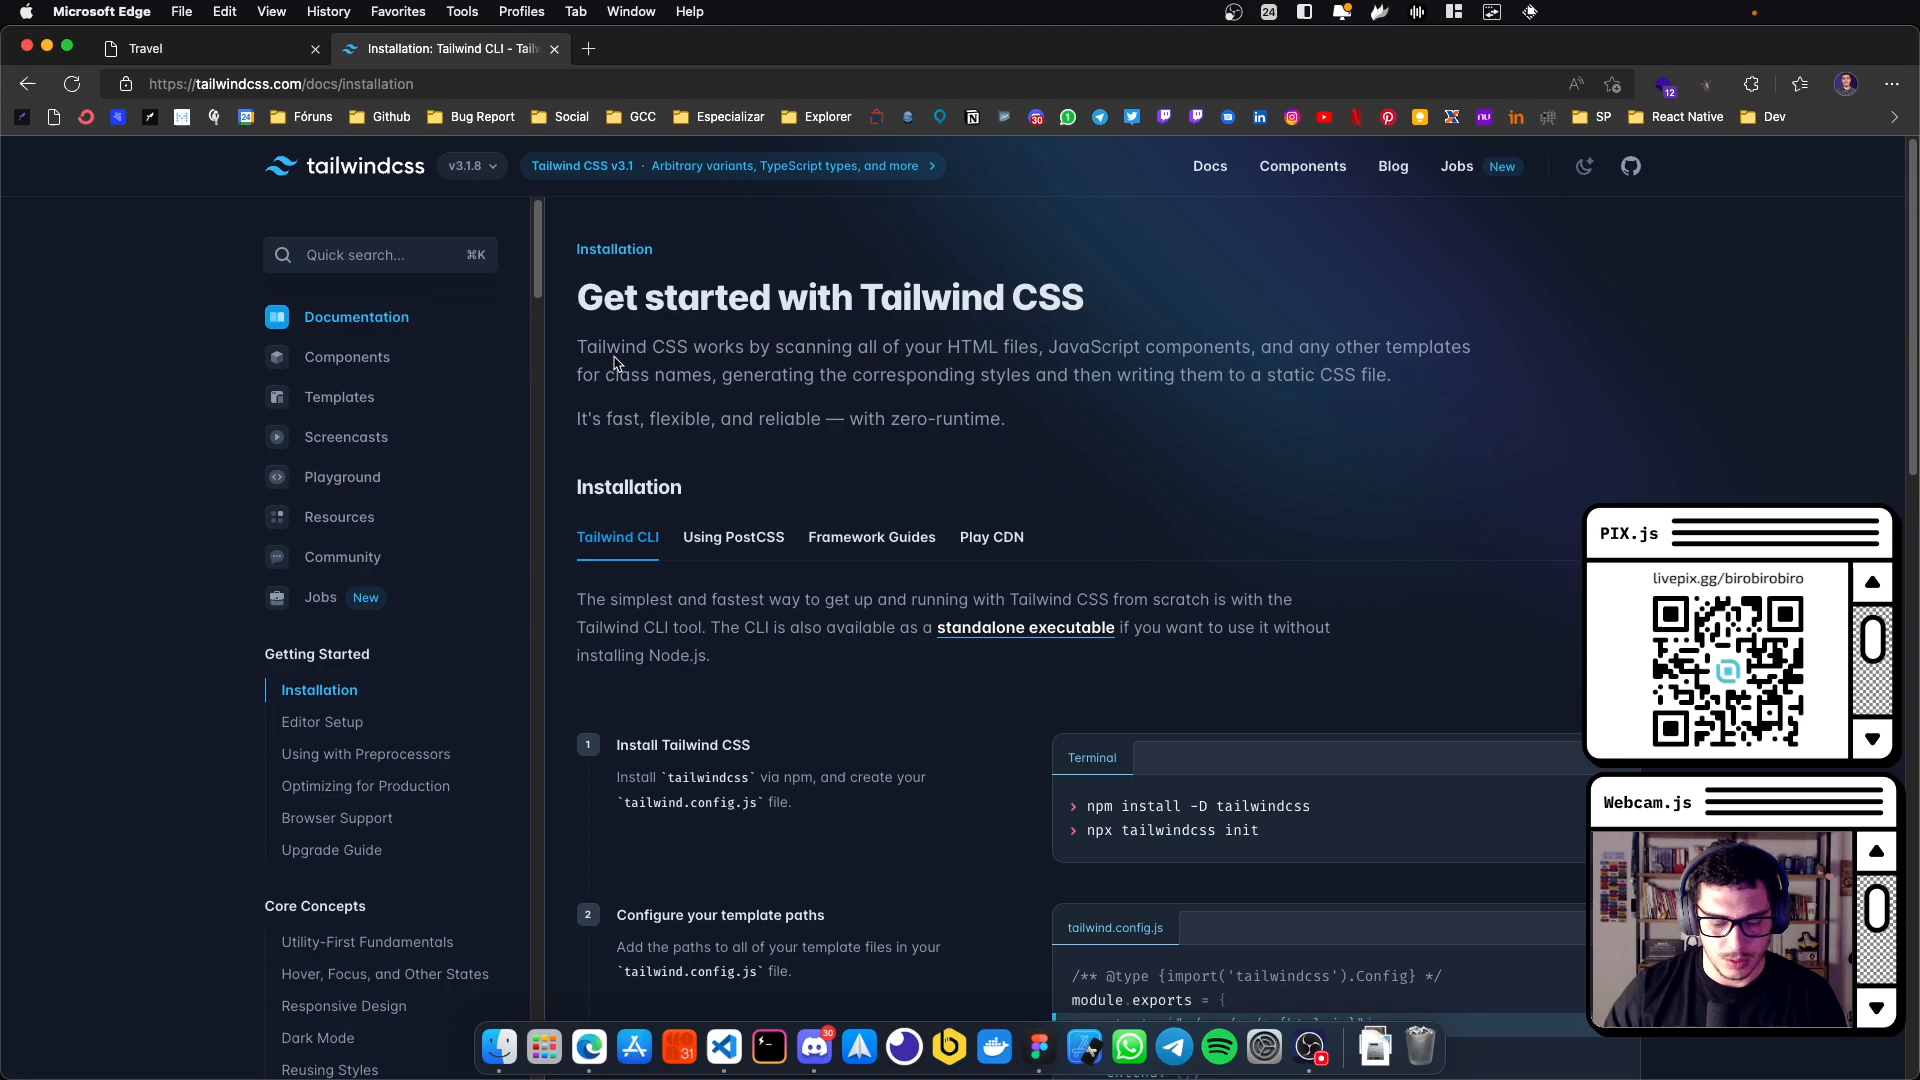 Microsoft Edge File Edit View History Favorites Tools Profiles Tab Window Help
24
Travel
Installation: Tailwind CLI - Tailw
https://tailwindcss.com/docs/installation
12
24 Fóruns Github Bug Report Social GCC Especializar Explorer 30 1 SP React Native Dev
tailwindcss v3.1.8 Tailwind CSS v3.1 · Arbitrary variants, TypeScript types, and more
Docs Components Blog Jobs New
Quick search... ⌘K
Documentation
Components
Templates
Screencasts
Playground
Resources
Community
Jobs New
Getting Started
Installation
Editor Setup
Using with Preprocessors
Optimizing for Production
Browser Support
Upgrade Guide
Core Concepts
Utility-First Fundamentals
Hover, Focus, and Other States
Responsive Design
Dark Mode
Reusing Styles
Installation
Get started with Tailwind CSS
Tailwind CSS works by scanning all of your HTML files, JavaScript components, and any other templates
for class names, generating the corresponding styles and then writing them to a static CSS file.
It's fast, flexible, and reliable — with zero-runtime.
Installation
Tailwind CLI Using PostCSS Framework Guides Play CDN
The simplest and fastest way to get up and running with Tailwind CSS from scratch is with the
Tailwind CLI tool. The CLI is also available as a standalone executable if you want to use it without
installing Node.js.
1 Install Tailwind CSS
Install `tailwindcss` via npm, and create your
`tailwind.config.js` file.
Terminal
> npm install -D tailwindcss
> npx tailwindcss init
2 Configure your template paths
Add the paths to all of your template files in your
`tailwind.config.js` file.
tailwind.config.js
/** @type {import('tailwindcss').Config} */
module.exports = {
PIX.js
livepix.gg/birobirobiro
Webcam.js
31
30